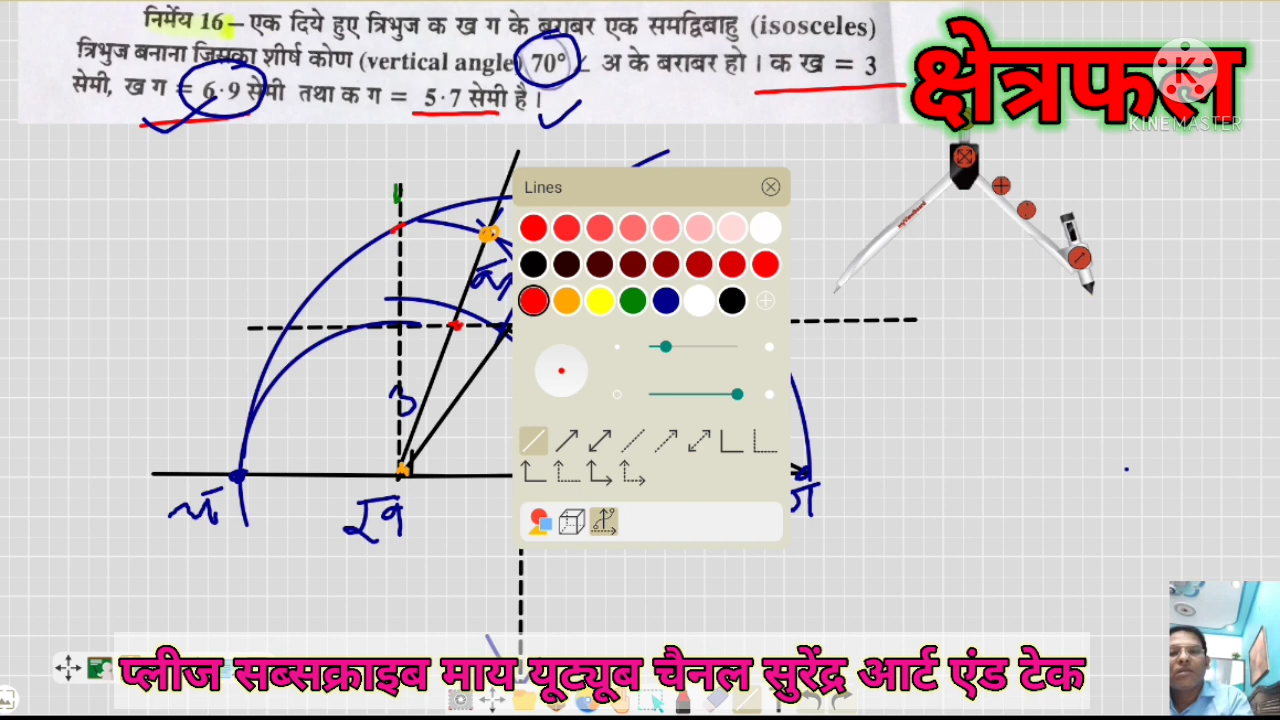 निर्मेय 16– एक दिये हुए त्रिभुज क ख ग के बराबर एक समद्विबाहु (isosceles)
त्रिभुज बनाना जिसका शीर्ष कोण (vertical angle) 70° ∠ अ के बराबर हो । क ख = 3
सेमी, ख ग = 6·9 सेमी तथा क ग = 5·7 सेमी है ।
क्षेत्रफल
K
KINEMASTER
Lines
3
ख
ग
प्लीज सब्सक्राइब माय यूट्यूब चैनल सुरेंद्र आर्ट एंड टेक